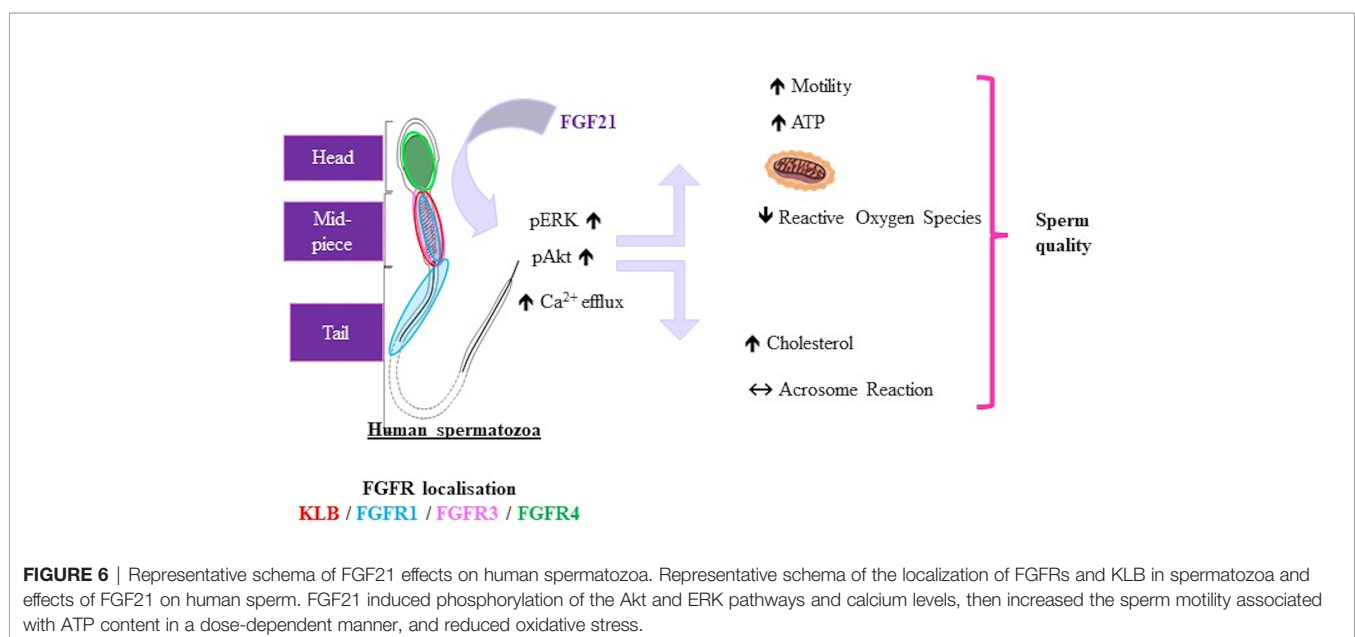 Head
Mid-
piece
Tail
FGF21
pERK ↑
pAkt ↑
↑ Ca²⁺ efflux
↑ Motility
↑ ATP
↓ Reactive Oxygen Species
↑ Cholesterol
↔ Acrosome Reaction
Sperm
quality
Human spermatozoa
FGFR localisation
KLB / FGFR1 / FGFR3 / FGFR4
FIGURE 6 | Representative schema of FGF21 effects on human spermatozoa. Representative schema of the localization of FGFRs and KLB in spermatozoa and
effects of FGF21 on human sperm. FGF21 induced phosphorylation of the Akt and ERK pathways and calcium levels, then increased the sperm motility associated
with ATP content in a dose-dependent manner, and reduced oxidative stress.